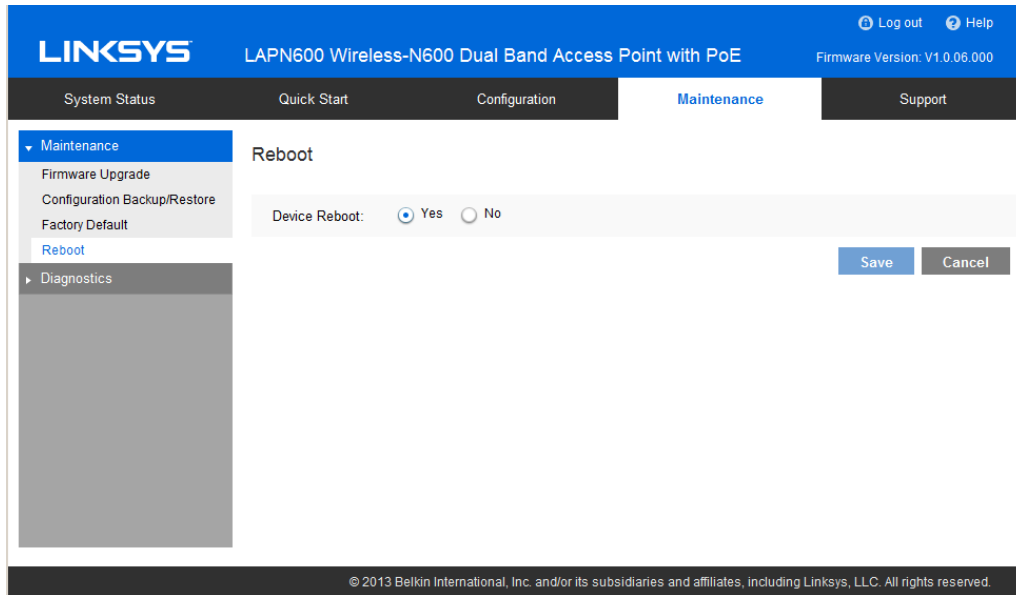 Log out Help
LINKSYS LAPN600 Wireless-N600 Dual Band Access Point with PoE Firmware Version: V1.0.06.000
System Status Quick Start Configuration Maintenance Support
Maintenance
Firmware Upgrade
Configuration Backup/Restore
Factory Default
Reboot
Diagnostics
Reboot
Device Reboot: Yes No
Save Cancel
© 2013 Belkin International, Inc. and/or its subsidiaries and affiliates, including Linksys, LLC. All rights reserved.